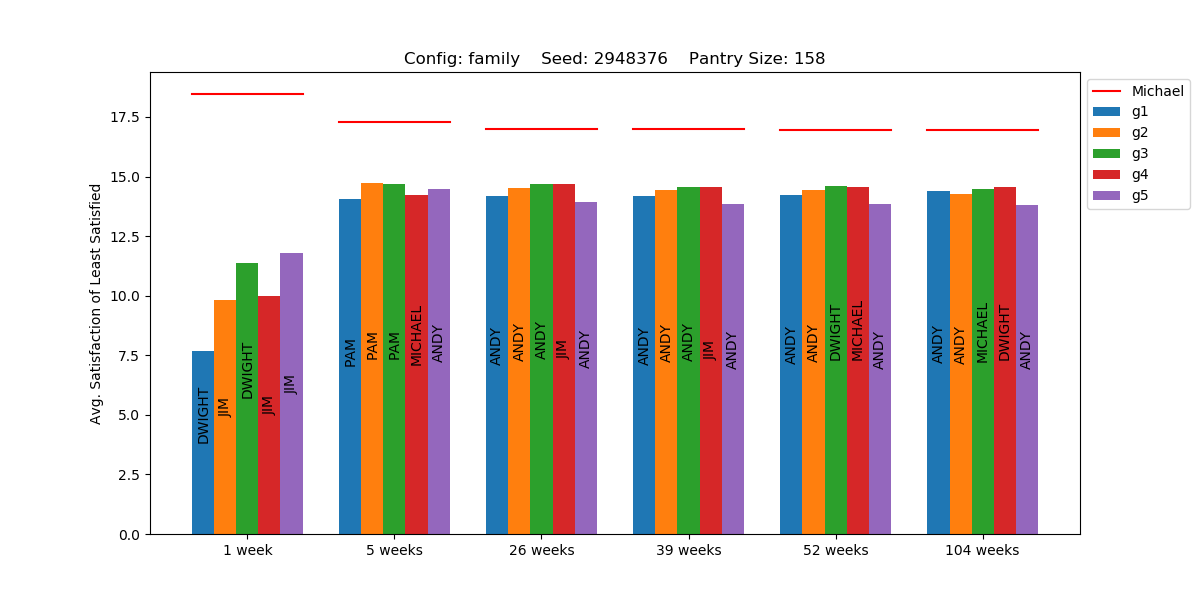 Config: family    Seed: 2948376    Pantry Size: 158
Avg. Satisfaction of Least Satisfied
17.5
15.0
12.5
10.0
7.5
5.0
2.5
0.0
DWIGHT
JIM
DWIGHT
JIM
JIM
PAM
PAM
PAM
MICHAEL
ANDY
ANDY
ANDY
ANDY
JIM
ANDY
ANDY
ANDY
ANDY
JIM
ANDY
ANDY
ANDY
DWIGHT
MICHAEL
ANDY
ANDY
ANDY
MICHAEL
DWIGHT
ANDY
1 week
5 weeks
26 weeks
39 weeks
52 weeks
104 weeks
Michael
g1
g2
g3
g4
g5